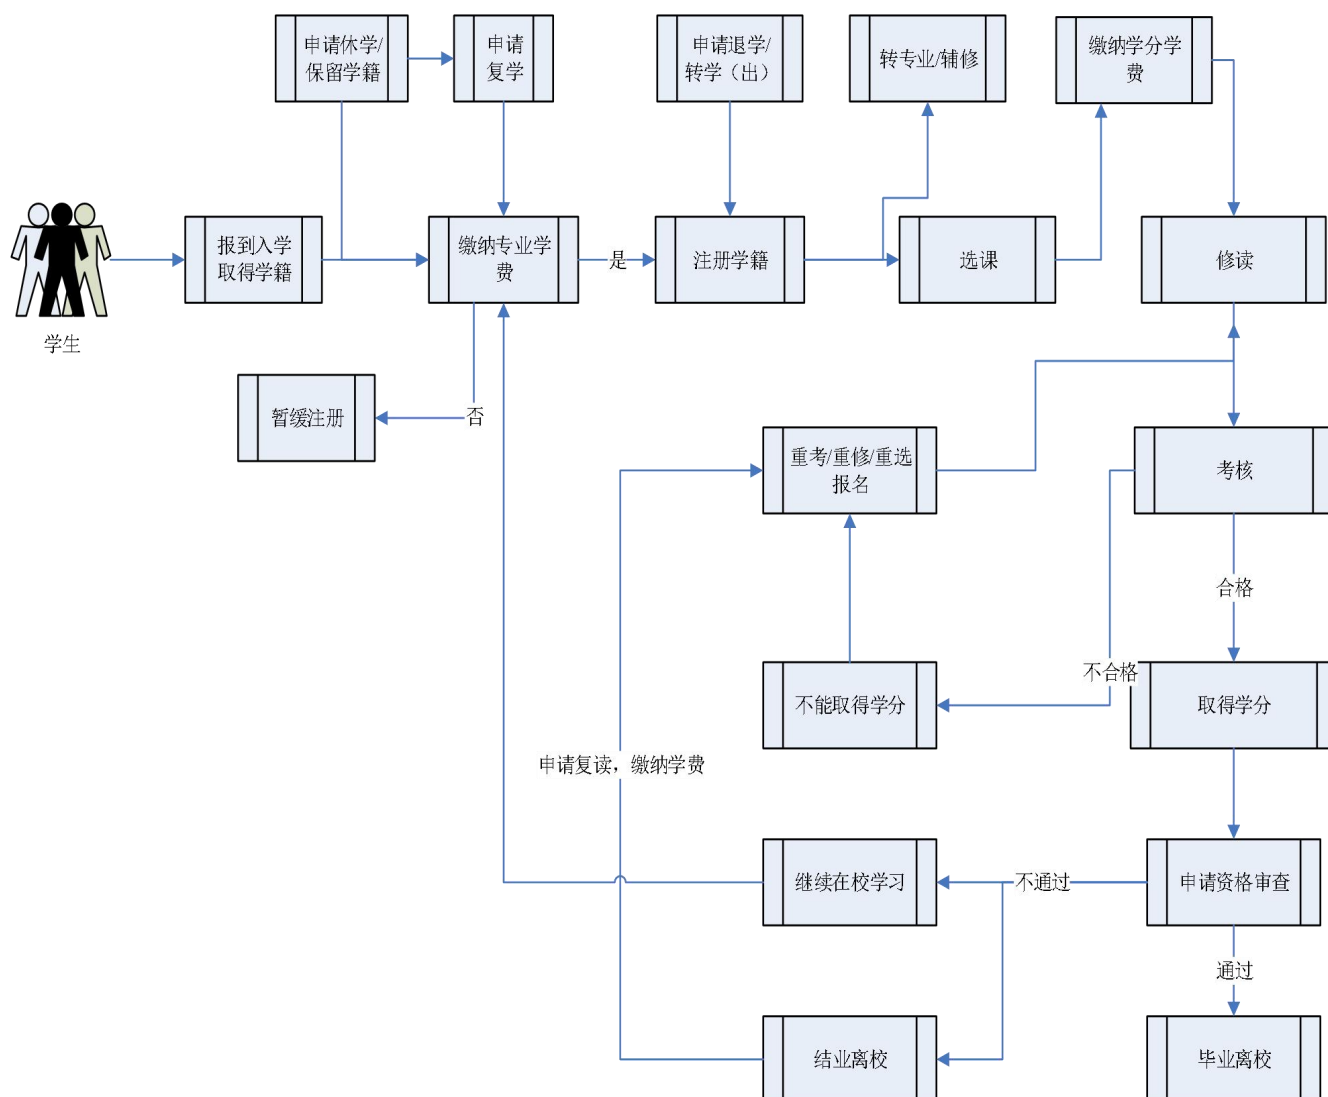 申请休学/
保留学籍
申请
复学
申请退学/
转学（出）
转专业/辅修
缴纳学分学
费
报到入学
取得学籍
缴纳专业学
费
是
注册学籍
选课
修读
学生
暂缓注册
否
重考/重修/重选
报名
考核
合格
不合格
不能取得学分
取得学分
申请复读，缴纳学费
继续在校学习
不通过
申请资格审查
通过
结业离校
毕业离校